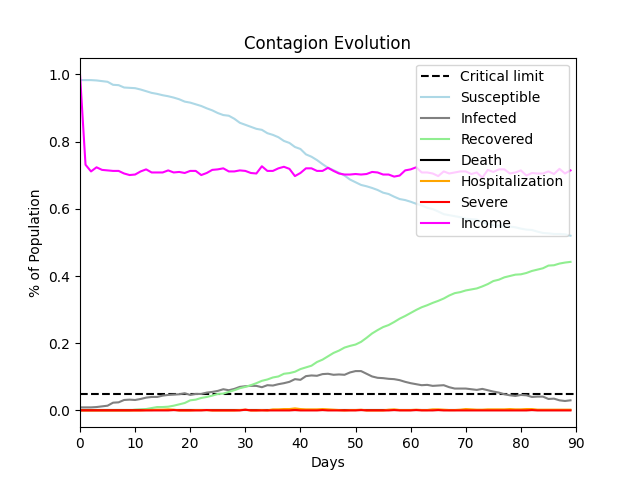 Contagion Evolution
% of Population
1.0
0.8
0.6
0.4
0.2
0.0
Critical limit
Susceptible
Infected
Recovered
Death
Hospitalization
Severe
Income
0 10 20 30 40 50 60 70 80 90
Days